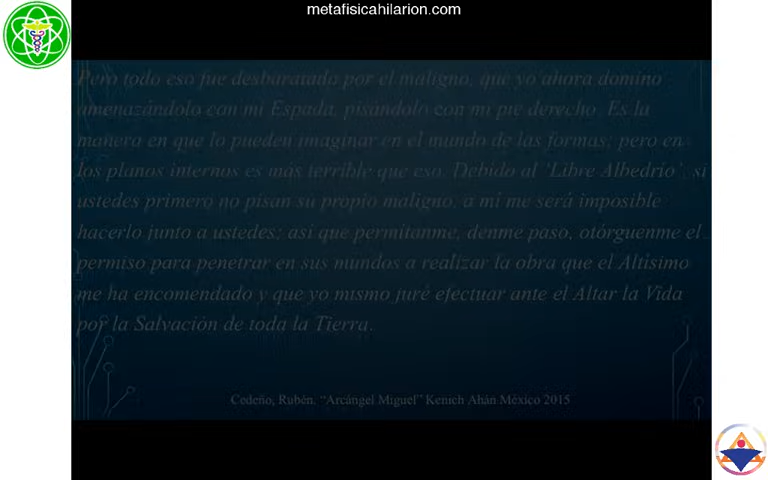 metafisicahilarion.com
Pero todo eso fue desbaratado por el maligno, que yo ahora domino
amenazándolo con mi Espada, pisándolo con mi pie derecho. Es la
manera en que lo pueden imaginar en el mundo de las formas; pero en
los planos internos es más terrible que eso. Debido al 'Libre Albedrío', si
ustedes primero no pisan su propio maligno, a mí me será imposible
hacerlo junto a ustedes; así que permítanme, denme paso, otórguenme el
permiso para penetrar en sus mundos a realizar la obra que el Altísimo
me ha encomendado y que yo mismo juré efectuar ante el Altar la Vida
por la Salvación de toda la Tierra.
Cedeño, Rubén. “Arcángel Miguel” Kenich Ahán México 2015